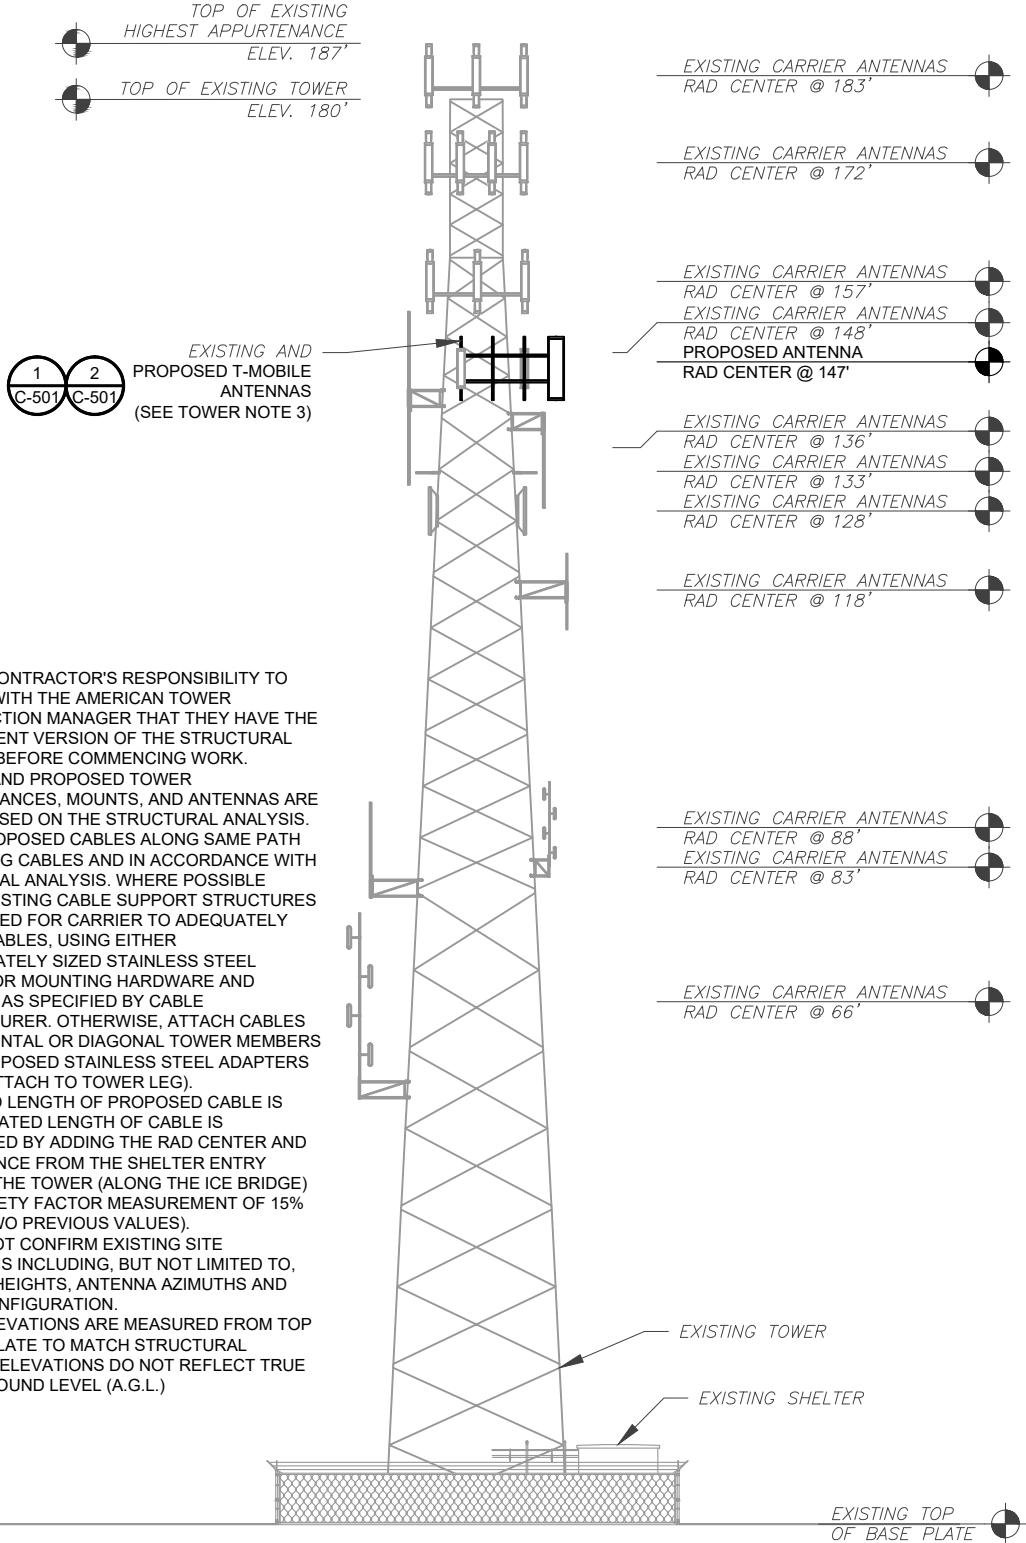 TOP OF EXISTING
HIGHEST APPURTENANCE
ELEV. 187'
TOP OF EXISTING TOWER
ELEV. 180'
EXISTING CARRIER ANTENNAS
RAD CENTER @ 183'
EXISTING CARRIER ANTENNAS
RAD CENTER @ 172'
EXISTING CARRIER ANTENNAS
RAD CENTER @ 157'
EXISTING CARRIER ANTENNAS
RAD CENTER @ 148'
PROPOSED ANTENNA
RAD CENTER @ 147'
1
C-501
2
C-501
EXISTING AND
PROPOSED T-MOBILE
ANTENNAS
(SEE TOWER NOTE 3)
EXISTING CARRIER ANTENNAS
RAD CENTER @ 136'
EXISTING CARRIER ANTENNAS
RAD CENTER @ 133'
EXISTING CARRIER ANTENNAS
RAD CENTER @ 128'
EXISTING CARRIER ANTENNAS
RAD CENTER @ 118'
ONTRACTOR'S RESPONSIBILITY TO
WITH THE AMERICAN TOWER
CTION MANAGER THAT THEY HAVE THE
ENT VERSION OF THE STRUCTURAL
BEFORE COMMENCING WORK.
AND PROPOSED TOWER
ANCES, MOUNTS, AND ANTENNAS ARE
SED ON THE STRUCTURAL ANALYSIS.
OPOSED CABLES ALONG SAME PATH
G CABLES AND IN ACCORDANCE WITH
AL ANALYSIS. WHERE POSSIBLE
ISTING CABLE SUPPORT STRUCTURES
ED FOR CARRIER TO ADEQUATELY
ABLES, USING EITHER
ATELY SIZED STAINLESS STEEL
OR MOUNTING HARDWARE AND
AS SPECIFIED BY CABLE
URER. OTHERWISE, ATTACH CABLES
NTAL OR DIAGONAL TOWER MEMBERS
POSED STAINLESS STEEL ADAPTERS
TTACH TO TOWER LEG).
D LENGTH OF PROPOSED CABLE IS
ATED LENGTH OF CABLE IS
ED BY ADDING THE RAD CENTER AND
NCE FROM THE SHELTER ENTRY
THE TOWER (ALONG THE ICE BRIDGE)
ETY FACTOR MEASUREMENT OF 15%
WO PREVIOUS VALUES).
OT CONFIRM EXISTING SITE
S INCLUDING, BUT NOT LIMITED TO,
HEIGHTS, ANTENNA AZIMUTHS AND
NFIGURATION.
EVATIONS ARE MEASURED FROM TOP
LATE TO MATCH STRUCTURAL
ELEVATIONS DO NOT REFLECT TRUE
OUND LEVEL (A.G.L.)
EXISTING CARRIER ANTENNAS
RAD CENTER @ 88'
EXISTING CARRIER ANTENNAS
RAD CENTER @ 83'
EXISTING CARRIER ANTENNAS
RAD CENTER @ 66'
EXISTING TOWER
EXISTING SHELTER
EXISTING TOP
OF BASE PLATE